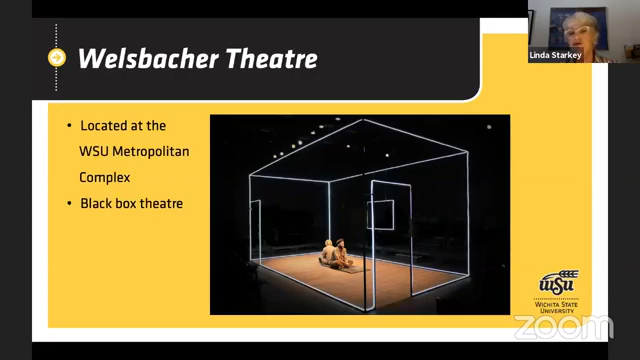 Welsbacher Theatre
Linda Starkey
• Located at the
WSU Metropolitan
Complex
• Black box theatre
WSU
WICHITA STATE
UNIVERSITY
zoom